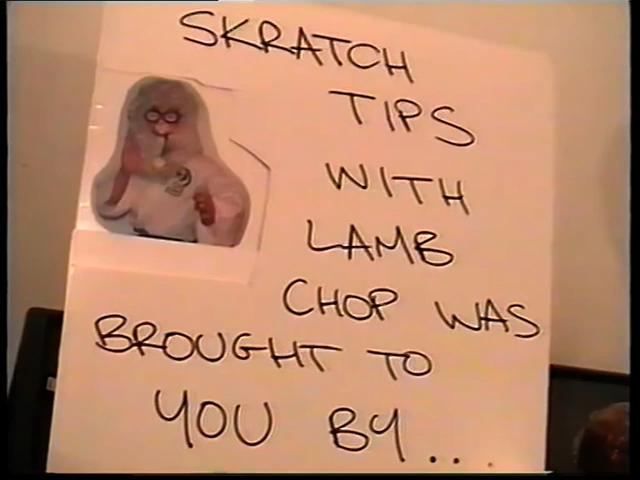 SKRATCH
TIPS
WITH
LAMB
CHOP WAS
BROUGHT TO
YOU BY...